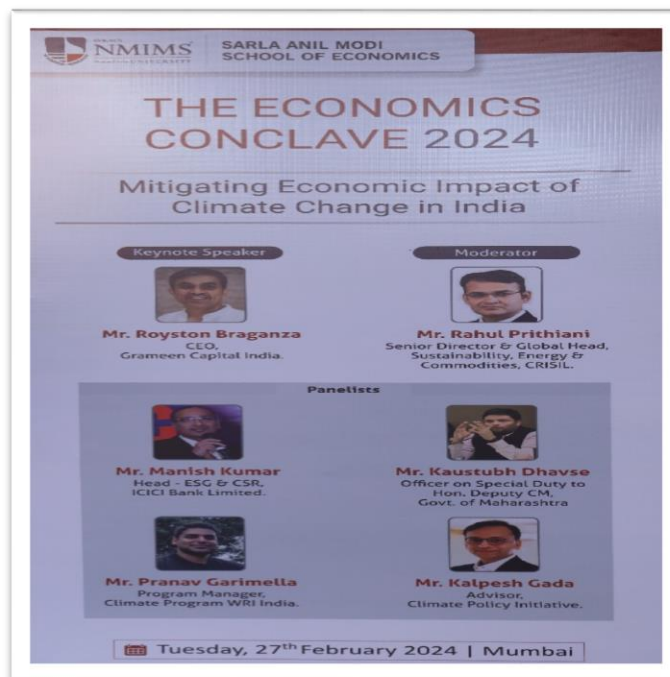 NMIMS
SARLA ANIL MODI
SCHOOL OF ECONOMICS
THE ECONOMICS
CONCLAVE 2024
Mitigating Economic Impact of
Climate Change in India
Keynote Speaker
Mr. Royston Braganza
CEO,
Grameen Capital India.
Moderator
Mr. Rahul Prithiani
Senior Director & Global Head,
Sustainability, Energy &
Commodities, CRISIL.
Panelists
Mr. Manish Kumar
Head - ESG & CSR,
ICICI Bank Limited.
Mr. Kaustubh Dhavse
Officer on Special Duty to
Hon. Deputy CM,
Govt. of Maharashtra
Mr. Pranav Garimella
Program Manager,
Climate Program WRI India.
Mr. Kalpesh Gada
Advisor,
Climate Policy Initiative.
Tuesday, 27th February 2024 | Mumbai